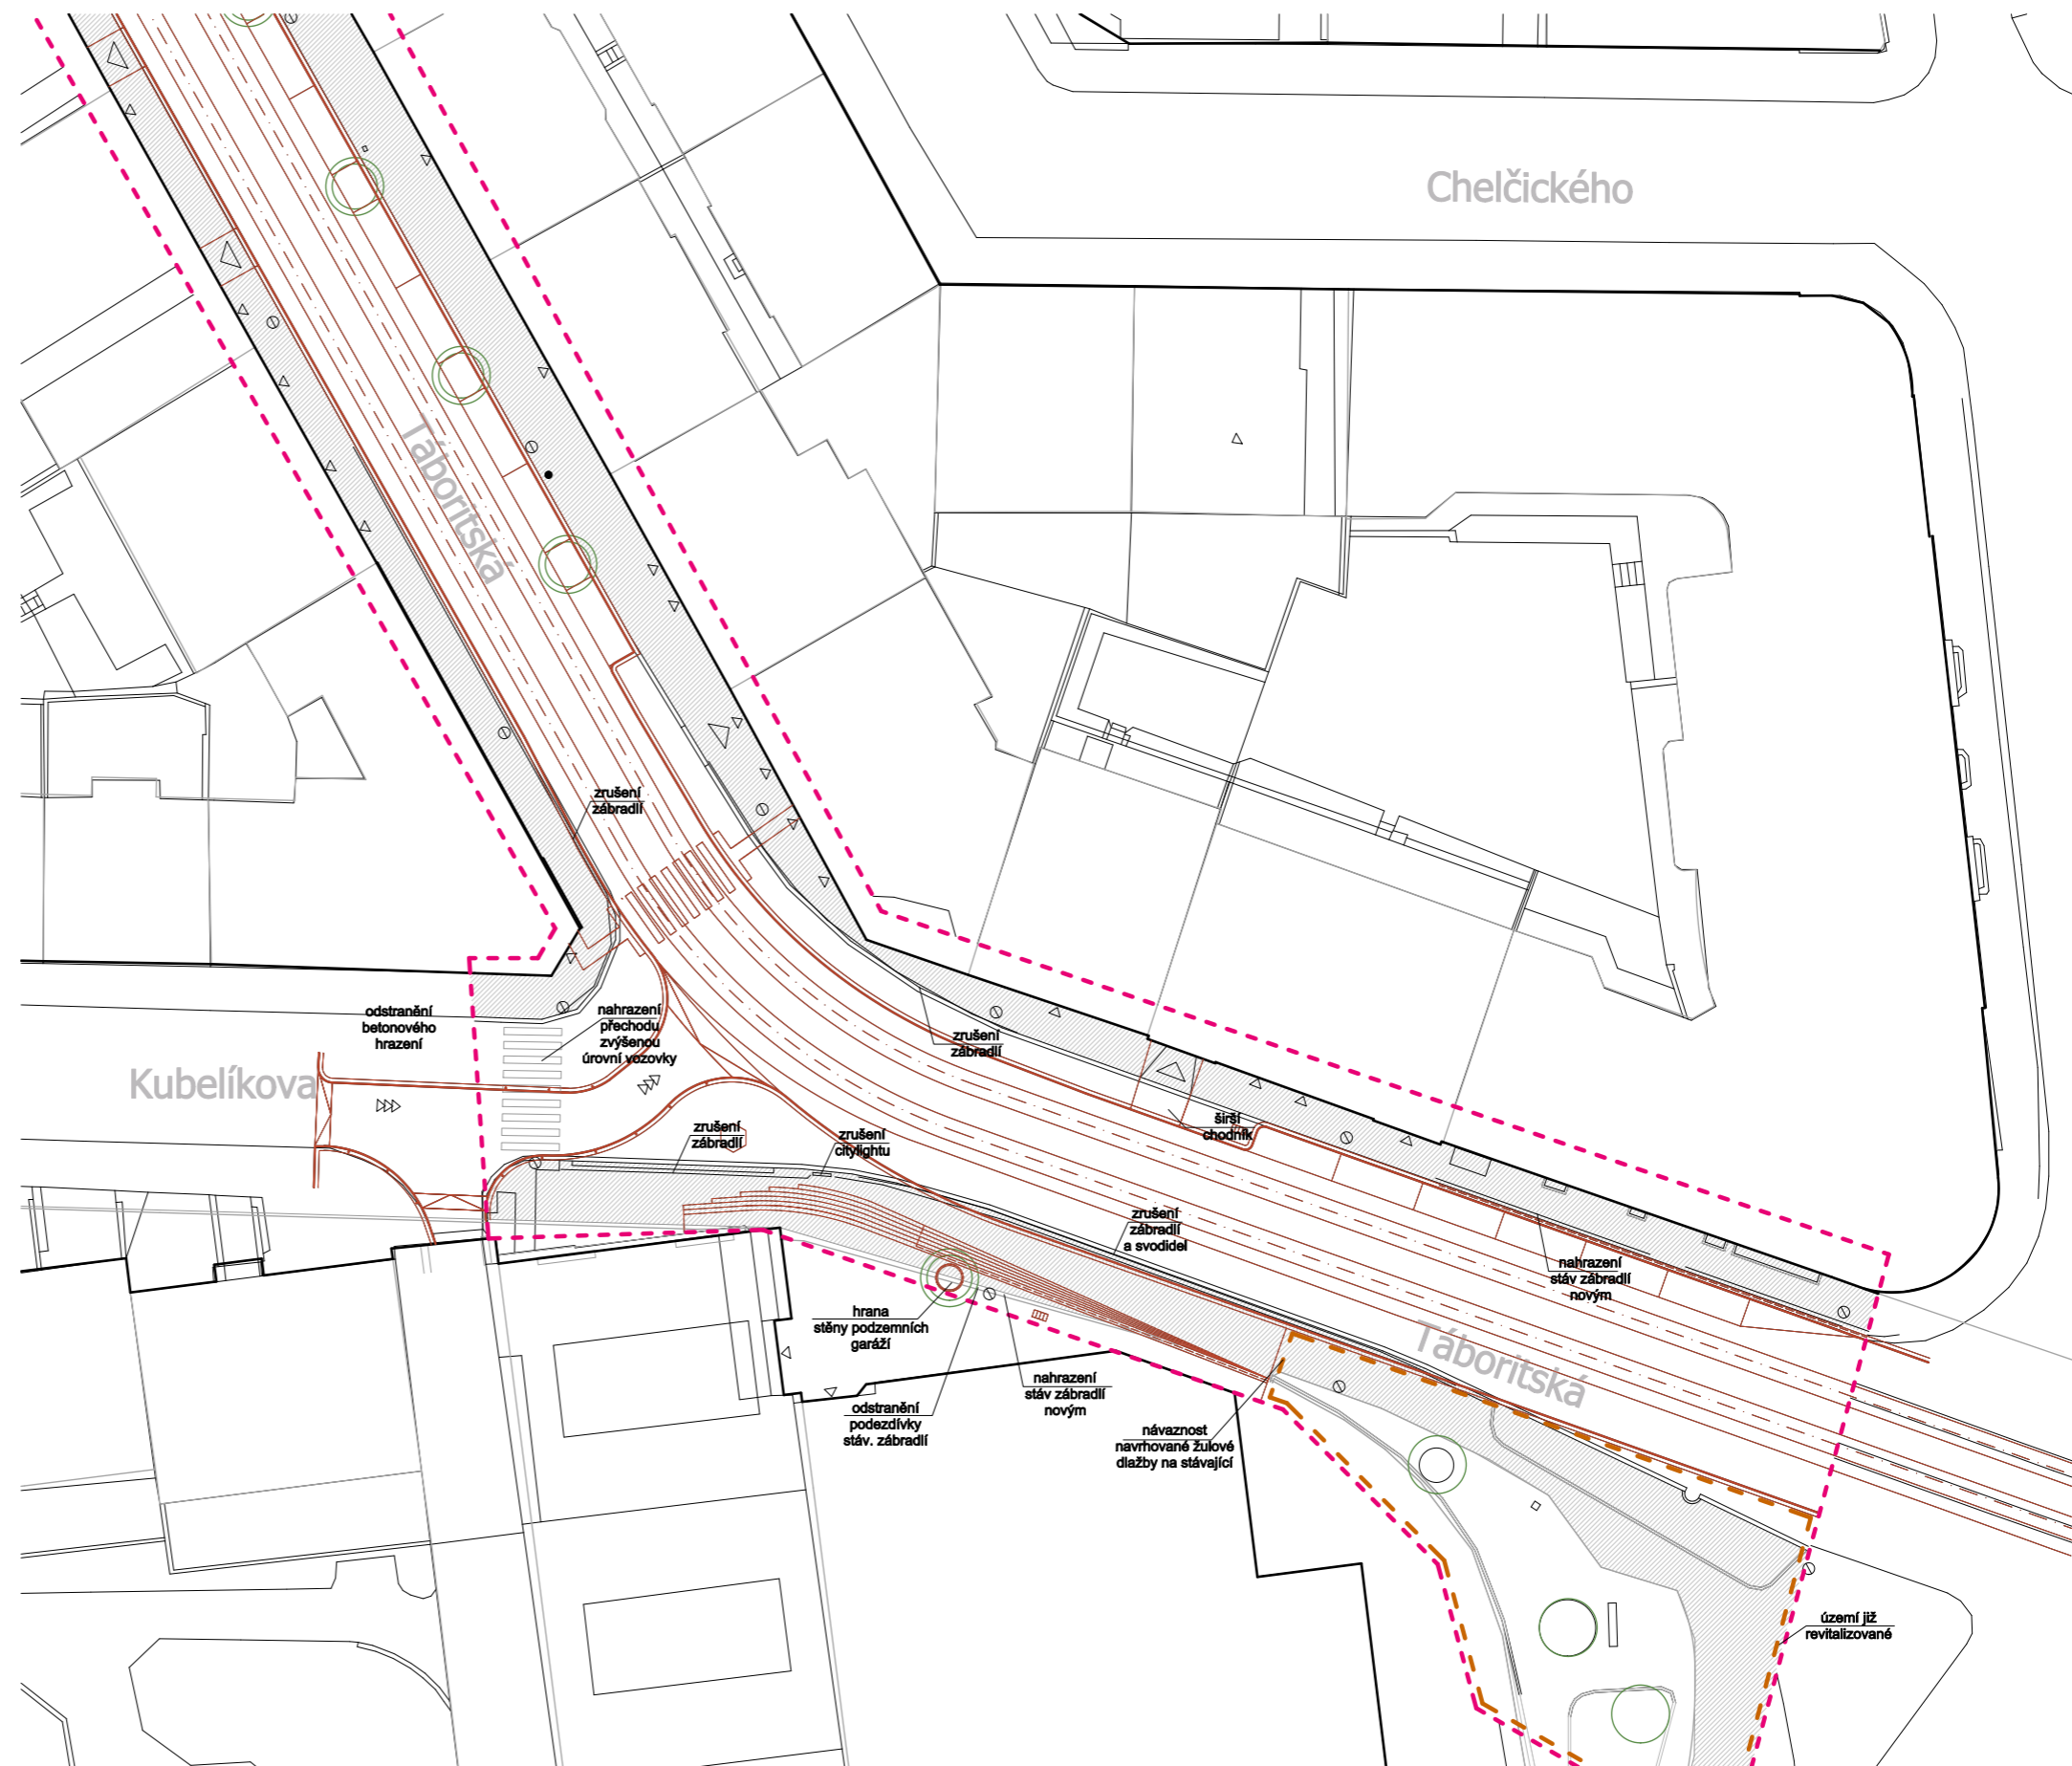 Chelčického
Táboritská
zrušení
zábradlí
odstranění
betonového
hrazení
nahrazení
přechodu
zvýšenou
úrovní vozovky
zrušení
zábradlí
Kubelíkova
širší
chodník
zrušení
zábradlí
zrušení
citylightu
zrušení
zábradlí
a svodidel
nahrazení
stáv zábradlí
novým
hrana
stěny podzemních
garáží
Táboritská
nahrazení
stáv zábradlí
novým
odstranění
podezdívky
stáv. zábradlí
návaznost
navrhované žulové
dlažby na stávající
území již
revitalizované